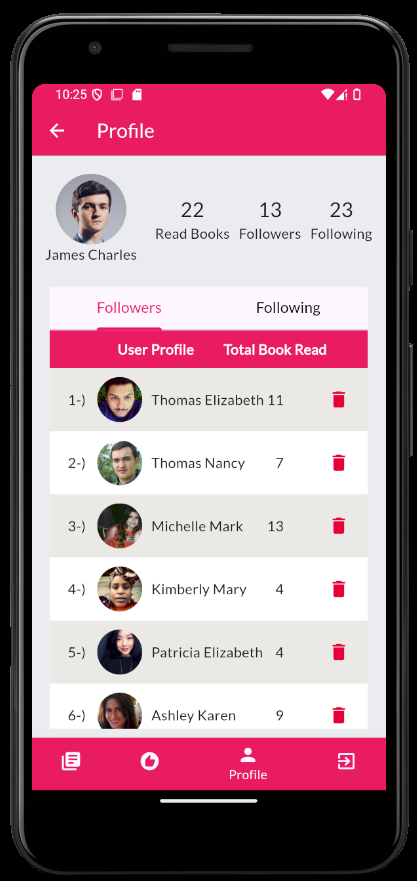 10:25
Profile
22 13 23
Read Books Followers Following
James Charles
Followers Following
User Profile Total Book Read
1-) Thomas Elizabeth 11
2-) Thomas Nancy 7
3-) Michelle Mark 13
4-) Kimberly Mary 4
5-) Patricia Elizabeth 4
6-) Ashley Karen 9
Profile